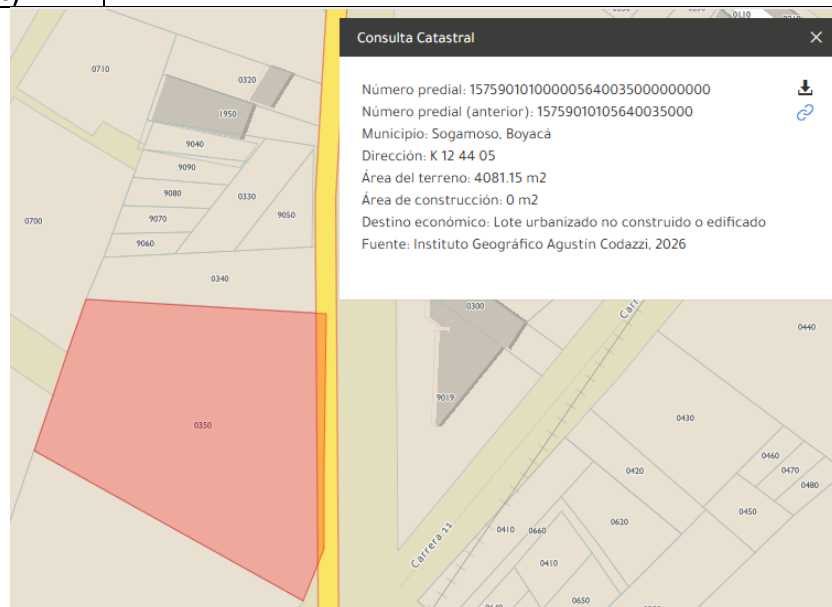 Consulta Catastral
Número predial: 157590101000005640035000000000
Número predial (anterior): 15759010105640035000
Municipio: Sogamoso, Boyacá
Dirección: K 12 44 05
Área del terreno: 4081.15 m2
Área de construcción: 0 m2
Destino económico: Lote urbanizado no construido o edificado
Fuente: Instituto Geográfico Agustín Codazzi, 2026
0110
0710
0320
1950
9040
9090
9080
0330
9070
9050
0700
9060
0340
0300
0440
9019
0350
0430
0460
0470
0420
0480
0450
0620
0410
0660
0410
Carrera 11
0650